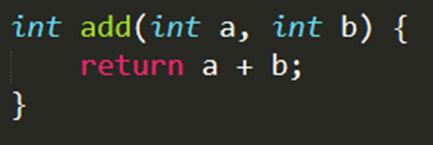 int add(int a, int b) {
    return a + b;
}